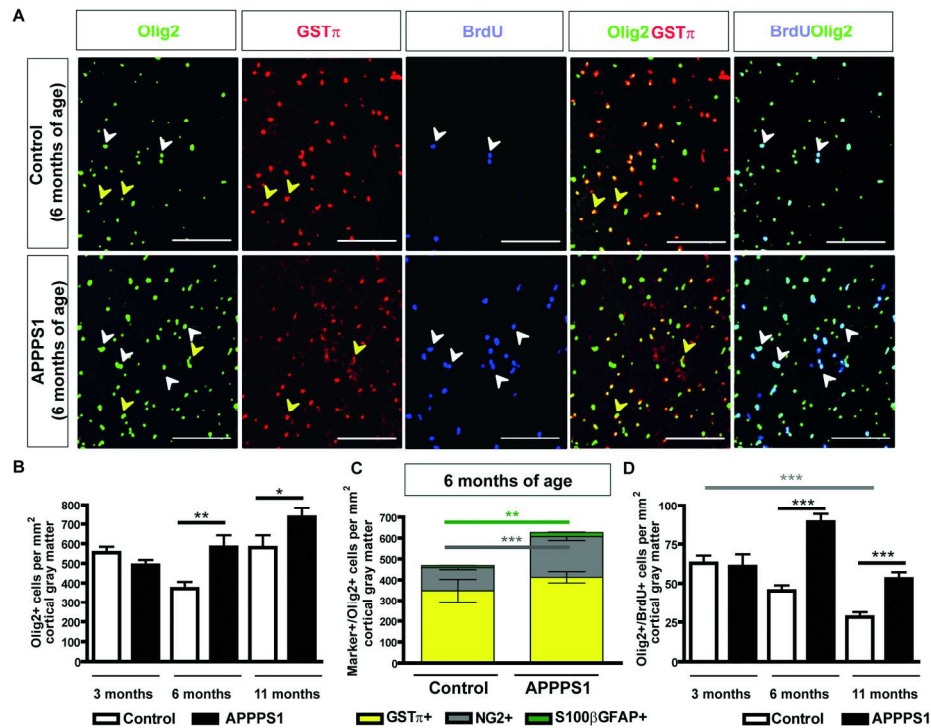 A
Olig2
GSTπ
BrdU
Olig2 GSTπ
BrdUOlig2
Control
(6 months of age)
APPPS1
(6 months of age)
B
Olig2+ cells per mm2
cortical gray matter
800
700
600
500
400
300
200
100
0
**
*
3 months
6 months
11 months
Control
APPPS1
C
6 months of age
Marker+/Olig2+ cells per mm2
cortical gray matter
700
600
500
400
300
200
100
0
**
***
Control
APPPS1
GSTπ+
NG2+
S100βGFAP+
D
Olig2+/BrdU+ cells per mm2
cortical gray matter
100
75
50
25
0
***
***
***
3 months
6 months
11 months
Control
APPPS1